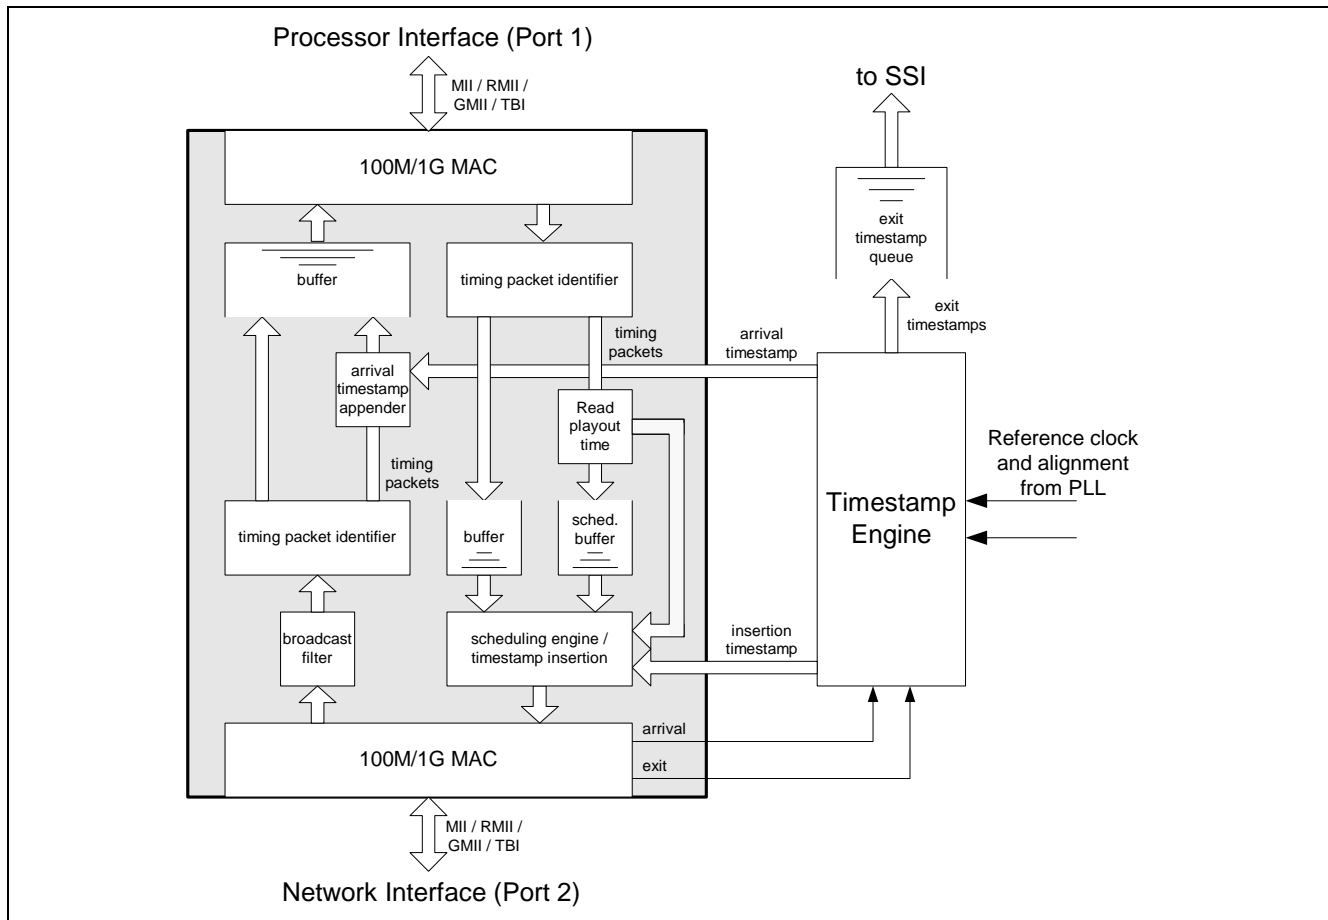 Processor Interface (Port 1)
MII / RMII /
GMII / TBI
to SSI
100M/1G MAC
exit
timestamp
queue
buffer
timing packet identifier
exit
timestamps
timing
packets
arrival
timestamp
arrival
timestamp
appender
Read
playout
time
Reference clock
and alignment
from PLL
timing
packets
Timestamp
Engine
timing packet identifier
buffer
sched.
buffer
broadcast
filter
scheduling engine /
timestamp insertion
insertion
timestamp
100M/1G MAC
arrival
exit
MII / RMII /
GMII / TBI
Network Interface (Port 2)